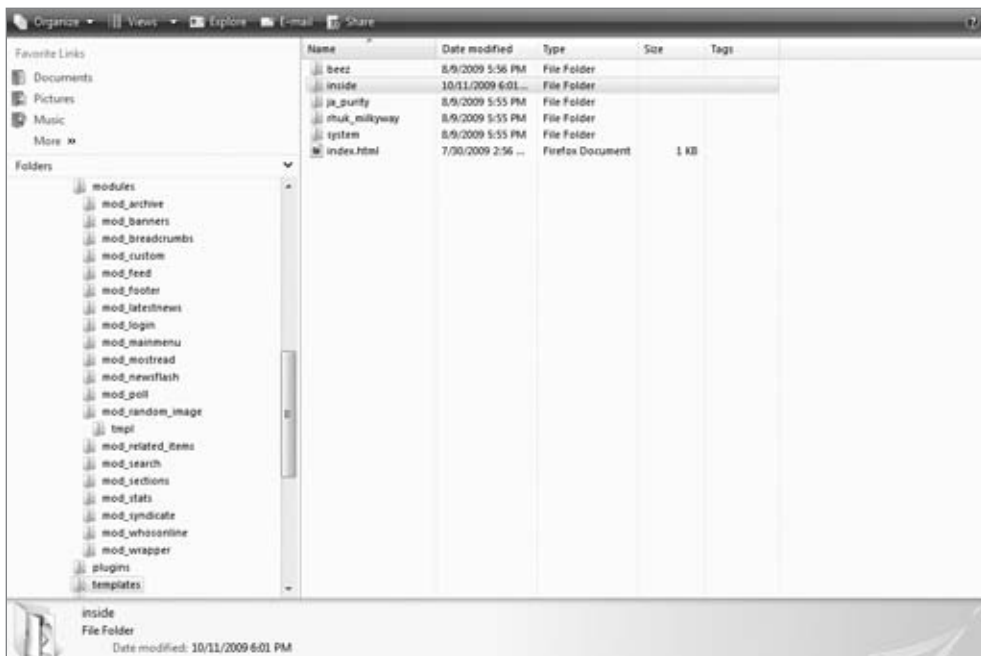 Organize Views Explore E-mail Share
Favorite Links
Documents
Pictures
Music
More »
Folders
modules
mod_archive
mod_banners
mod_breadcrumbs
mod_custom
mod_feed
mod_footer
mod_latestnews
mod_login
mod_mainmenu
mod_mostread
mod_newsflash
mod_poll
mod_random_image
tmpl
mod_related_items
mod_search
mod_sections
mod_stats
mod_syndicate
mod_whosonline
mod_wrapper
plugins
templates
Name Date modified Type Size Tags
beez 8/9/2009 5:56 PM File Folder
inside 10/11/2009 6:01... File Folder
ja_purity 8/9/2009 5:55 PM File Folder
rhuk_milkyway 8/9/2009 5:55 PM File Folder
system 8/9/2009 5:55 PM File Folder
index.html 7/30/2009 2:56 ... Firefox Document 1 KB
inside
File Folder
Date modified: 10/11/2009 6:01 PM